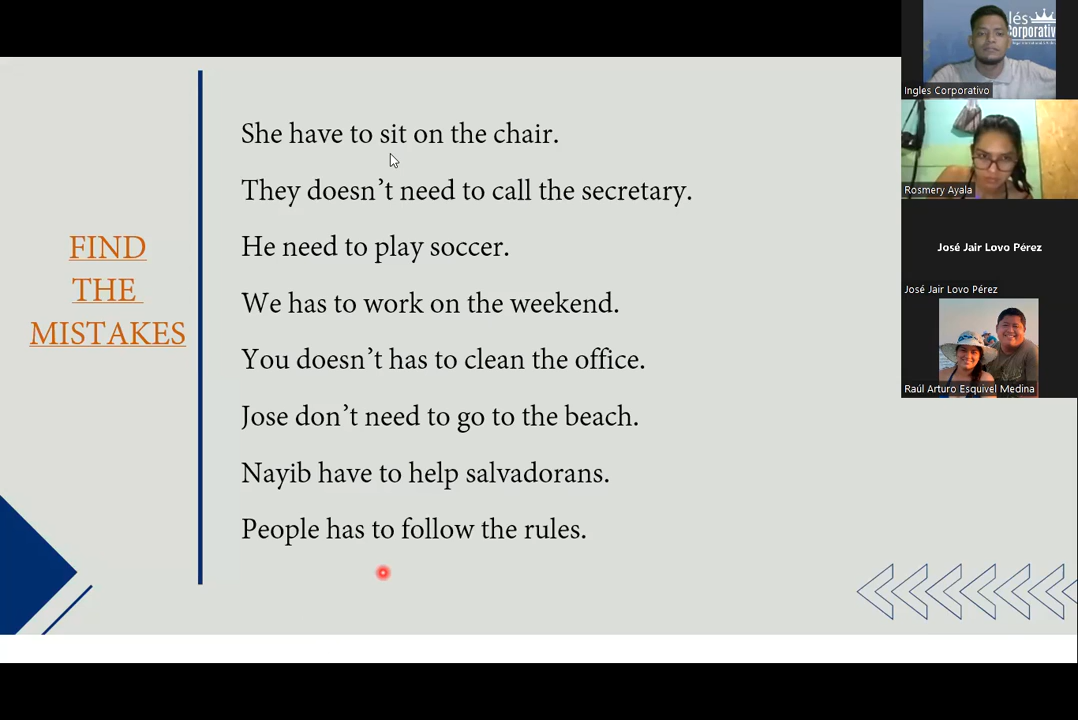 FIND
THE
MISTAKES
She have to sit on the chair.
They doesn’t need to call the secretary.
He need to play soccer.
We has to work on the weekend.
You doesn’t has to clean the office.
Jose don’t need to go to the beach.
Nayib have to help salvadorans.
People has to follow the rules.
lés
Corporativ
Ingles Corporativo
Rosmery Ayala
José Jair Lovo Pérez
José Jair Lovo Pérez
Raúl Arturo Esquivel Medina